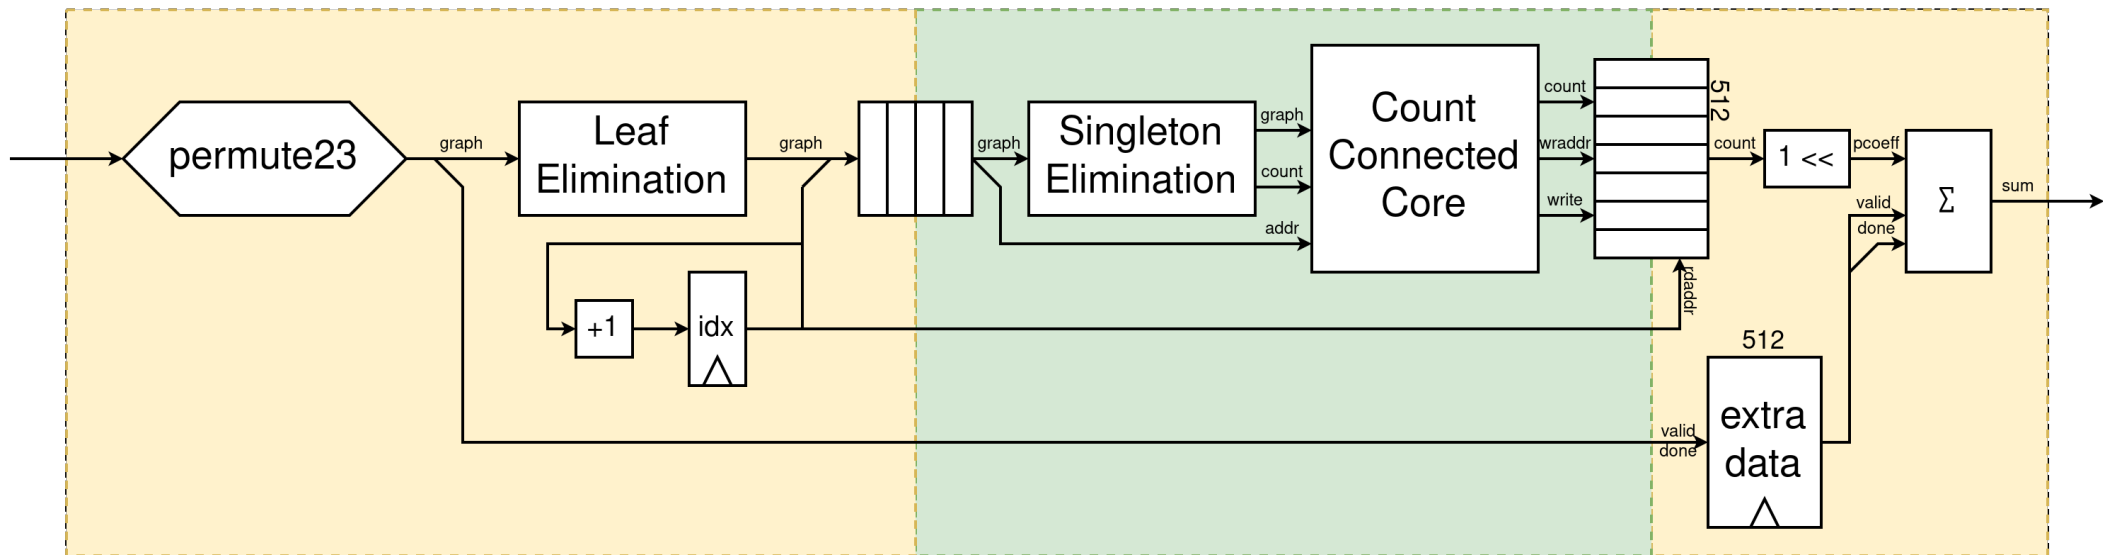 permute23
graph
Leaf
Elimination
graph
+1
idx
graph
addr
Singleton
Elimination
graph
count
Count
Connected
Core
count
wraddr
write
512
rdaddr
count
1 <<
pcoeff
valid
done
Σ
sum
valid
done
512
extra
data